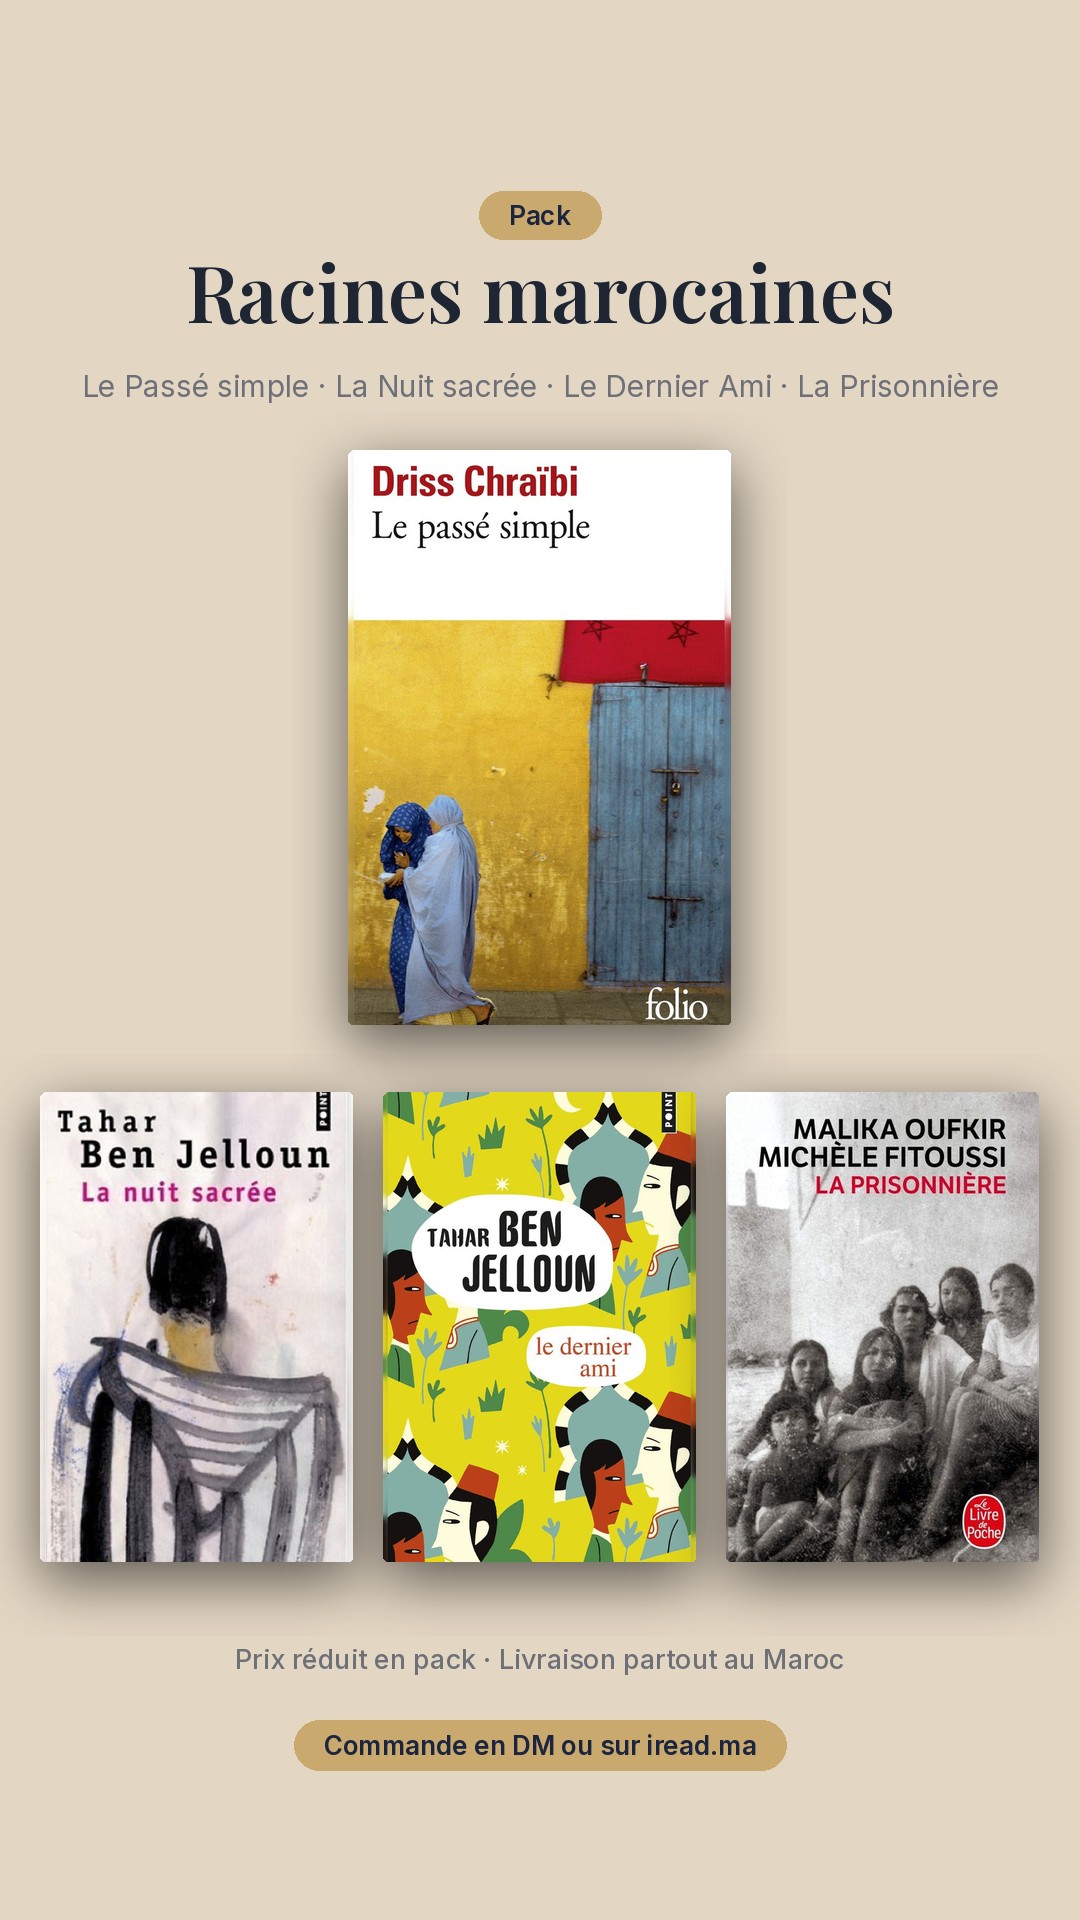 Pack
Racines marocaines
Le Passé simple · La Nuit sacrée · Le Dernier Ami · La Prisonnière
Driss Chraïbi
Le passé simple
folio
Tahar
Ben Jelloun
La nuit sacrée
POINT
TAHAR BEN
JELLOUN
le dernier
ami
POINT
MALIKA OUFKIR
MICHÈLE FITOUSSI
LA PRISONNIÈRE
Le
Livre
de
Poche
Prix réduit en pack · Livraison partout au Maroc
Commande en DM ou sur iread.ma